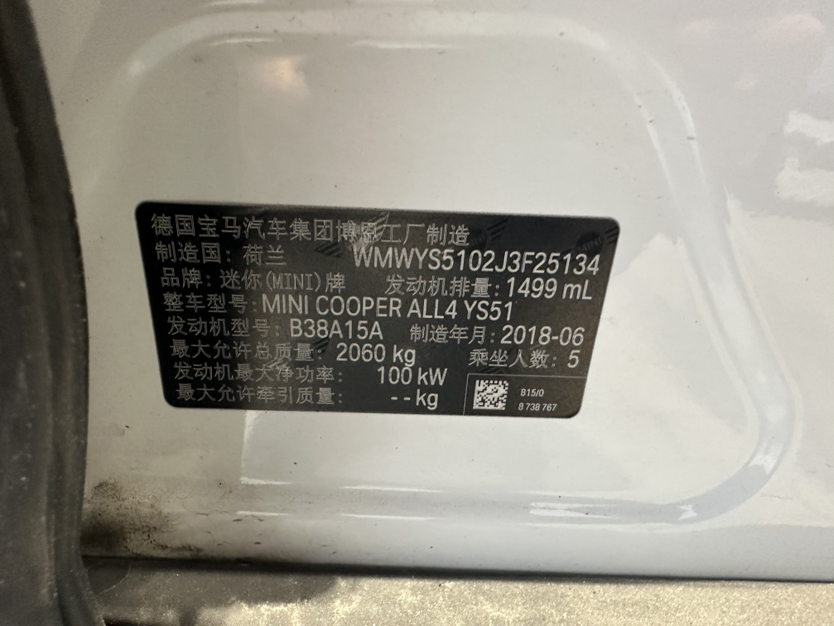 德国宝马汽车集团博恩工厂制造
制造国: 荷兰 WMWYS5102J3F25134
品牌: 迷你(MINI)牌 发动机排量: 1499 mL
整车型号: MINI COOPER ALL4 YS51
发动机型号: B38A15A 制造年月: 2018-06
最大允许总质量: 2060 kg 乘坐人数: 5
发动机最大净功率: 100 kW
最大允许牵引质量: --kg
B15/0
8 738 767